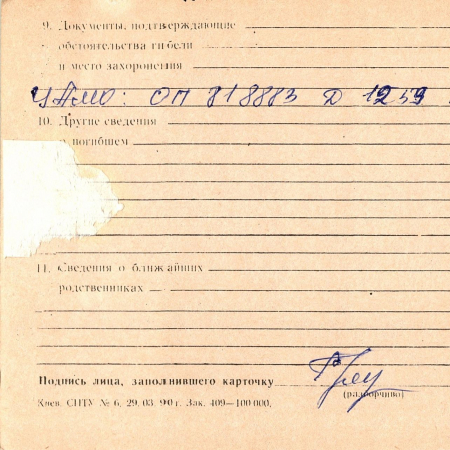 9. Документы, подтверждающие
обстоятельства гибели
и место захоронения
ЦАМО: ОП 818883 Д 1259
10. Другие сведения
о погибшем
11. Сведения о ближайших
родственниках
Подпись лица, заполнившего карточку
(разборчиво)
Киев. СПТУ № 6. 29. 03. 90 г. Зак. 409—100 000.